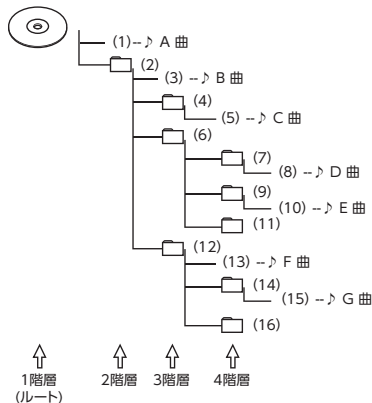 (1)--♪ A 曲
(2)
(3) --♪ B 曲
(4)
(5) --♪ C 曲
(6)
(7)
(8) --♪ D 曲
(9)
(10) --♪ E 曲
(11)
(12)
(13) --♪ F 曲
(14)
(15) --♪ G 曲
(16)
1階層 2階層 3階層 4階層
(ルート)